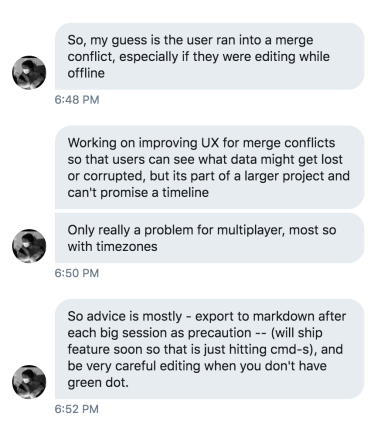 So, my guess is the user ran into a merge
conflict, especially if they were editing while
offline
6:48 PM
Working on improving UX for merge conflicts
so that users can see what data might get lost
or corrupted, but its part of a larger project and
can't promise a timeline
Only really a problem for multiplayer, most so
with timezones
6:50 PM
So advice is mostly - export to markdown after
each big session as precaution -- (will ship
feature soon so that is just hitting cmd-s), and
be very careful editing when you don't have
green dot.
6:52 PM